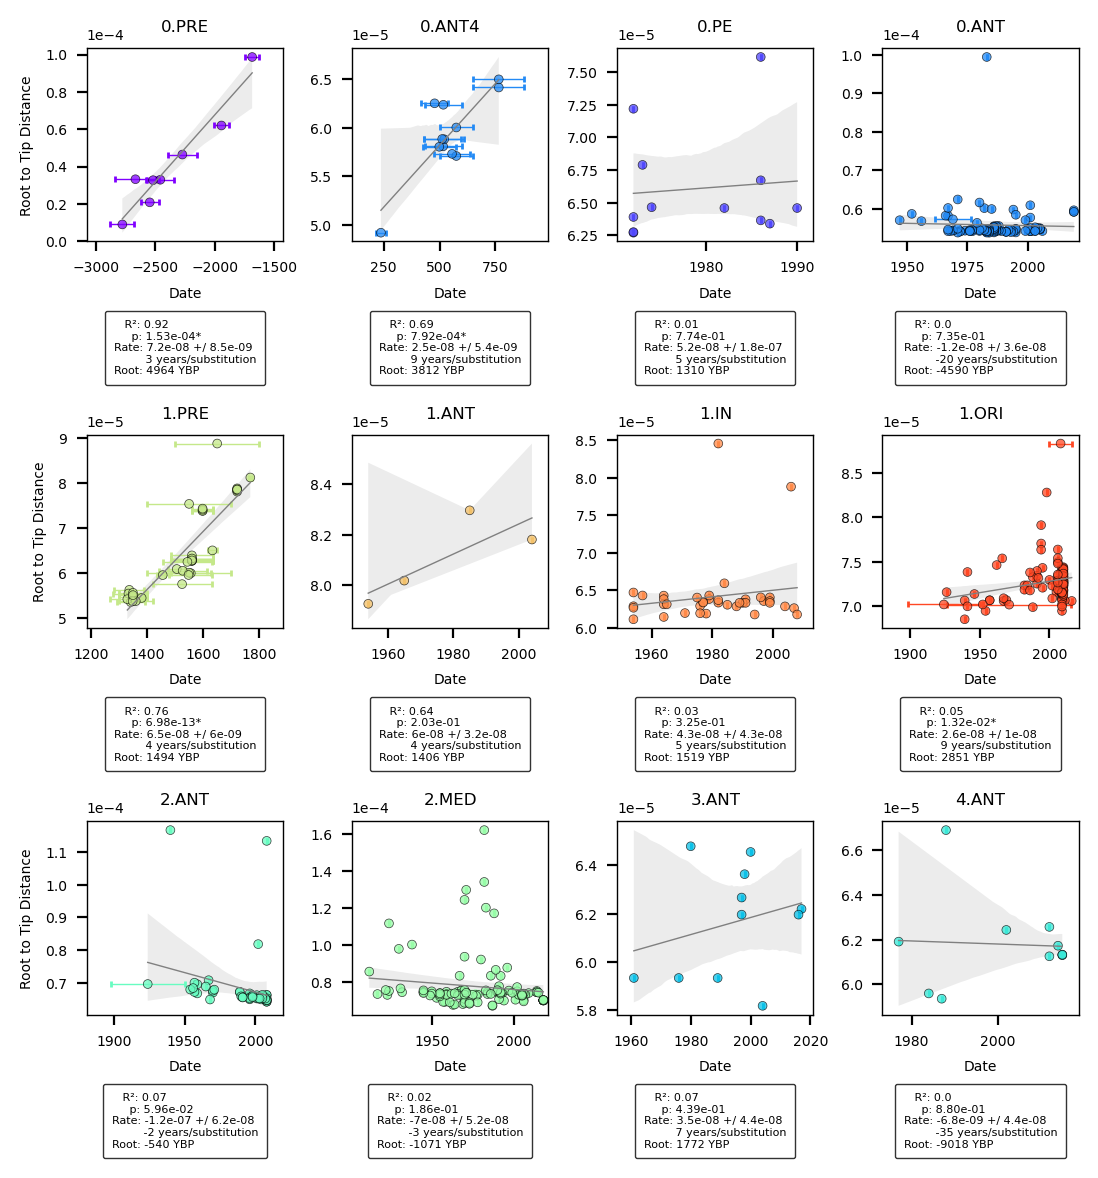 0.PRE
0.ANT4
0.PE
0.ANT
1e−4
1e−5
1e−5
1e−4
Root to Tip Distance
1.0
0.8
0.6
0.4
0.2
0.0
6.5
6.0
5.5
5.0
7.50
7.25
7.00
6.75
6.50
6.25
1.0
0.9
0.8
0.7
0.6
−3000 −2500 −2000 −1500
250 500 750
1980 1990
1950 1975 2000
Date
Date
Date
Date
R²: 0.92
p: 1.53e-04*
Rate: 7.2e-08 +/ 8.5e-09
3 years/substitution
Root: 4964 YBP
R²: 0.69
p: 7.92e-04*
Rate: 2.5e-08 +/ 5.4e-09
9 years/substitution
Root: 3812 YBP
R²: 0.01
p: 7.74e-01
Rate: 5.2e-08 +/ 1.8e-07
5 years/substitution
Root: 1310 YBP
R²: 0.0
p: 7.35e-01
Rate: -1.2e-08 +/ 3.6e-08
-20 years/substitution
Root: -4590 YBP
1.PRE
1.ANT
1.IN
1.ORI
1e−5
1e−5
1e−5
1e−5
Root to Tip Distance
9
8
7
6
5
8.4
8.2
8.0
8.5
8.0
7.5
7.0
6.5
6.0
8.5
8.0
7.5
7.0
1200 1400 1600 1800
1960 1980 2000
1960 1980 2000
1900 1950 2000
Date
Date
Date
Date
R²: 0.76
p: 6.98e-13*
Rate: 6.5e-08 +/ 6e-09
4 years/substitution
Root: 1494 YBP
R²: 0.64
p: 2.03e-01
Rate: 6e-08 +/ 3.2e-08
4 years/substitution
Root: 1406 YBP
R²: 0.03
p: 3.25e-01
Rate: 4.3e-08 +/ 4.3e-08
5 years/substitution
Root: 1519 YBP
R²: 0.05
p: 1.32e-02*
Rate: 2.6e-08 +/ 1e-08
9 years/substitution
Root: 2851 YBP
2.ANT
2.MED
3.ANT
4.ANT
1e−4
1e−4
1e−5
1e−5
Root to Tip Distance
1.1
1.0
0.9
0.8
0.7
1.6
1.4
1.2
1.0
0.8
6.4
6.2
6.0
5.8
6.6
6.4
6.2
6.0
1900 1950 2000
1950 2000
1960 1980 2000 2020
1980 2000
Date
Date
Date
Date
R²: 0.07
p: 5.96e-02
Rate: -1.2e-07 +/ 6.2e-08
-2 years/substitution
Root: -540 YBP
R²: 0.02
p: 1.86e-01
Rate: -7e-08 +/ 5.2e-08
-3 years/substitution
Root: -1071 YBP
R²: 0.07
p: 4.39e-01
Rate: 3.5e-08 +/ 4.4e-08
7 years/substitution
Root: 1772 YBP
R²: 0.0
p: 8.80e-01
Rate: -6.8e-09 +/ 4.4e-08
-35 years/substitution
Root: -9018 YBP